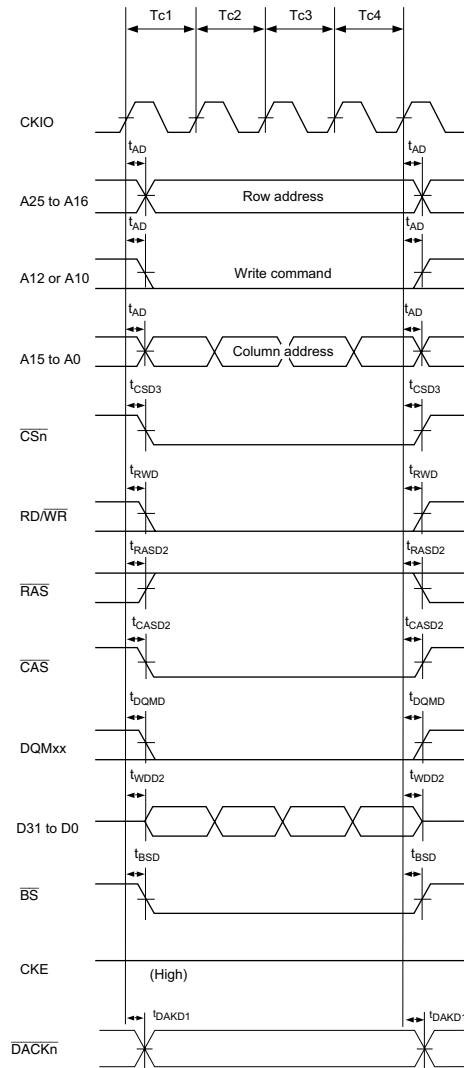 Tc1 Tc2 Tc3 Tc4
CKIO
tAD tAD
A25 to A16 Row address
tAD tAD
A12 or A10 Write command
tAD tAD
A15 to A0 Column address
tCSD3 tCSD3
CSn
tRWD tRWD
RD/WR
tRASD2 tRASD2
RAS
tCASD2 tCASD2
CAS
tDQMD tDQMD
DQMxx
tWDD2 tWDD2
D31 to D0
tBSD tBSD
BS
CKE
(High)
tDAKD1 tDAKD1
DACKn